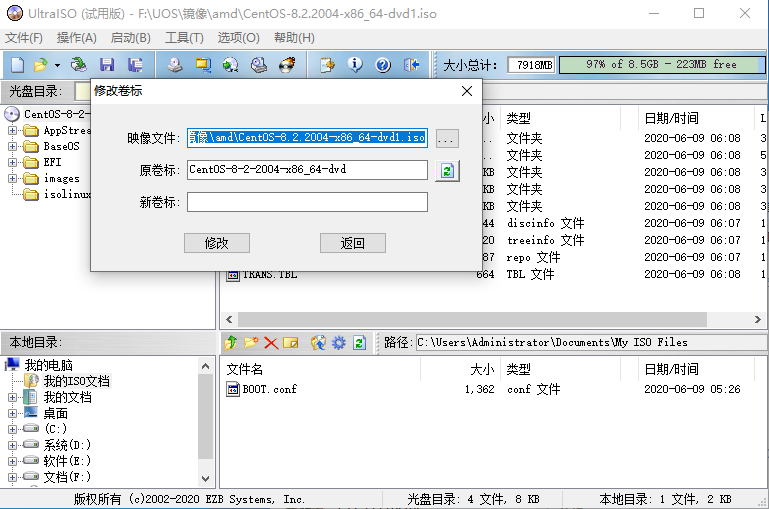 UltraISO (试用版) - F:\UOS\镜像\amd\CentOS-8.2.2004-x86_64-dvd1.iso
文件(F) 操作(A) 启动(B) 工具(T) 选项(O) 帮助(H)
大小总计: 7918MB 97% of 8.5GB - 223MB free
光盘目录:
修改卷标
映像文件: 镜像\amd\CentOS-8.2.2004-x86_64-dvd1.iso ...
原卷标: CentOS-8-2-2004-x86_64-dvd
新卷标:
修改 返回
CentOS-8
AppStrea
BaseOS
EFI
images
isolinux
小 类型 日期/时间 L
文件夹 2020-06-09 06:08 3
文件夹 2020-06-09 06:08 5
KB 文件夹 2020-06-09 06:08 3
KB 文件夹 2020-06-09 06:08 3
KB 文件夹 2020-06-09 06:08 3
44 discinfo 文件 2020-06-09 06:07 1
20 treeinfo 文件 2020-06-09 06:07 1
87 repo 文件 2020-06-09 06:07 1
TRANS.TBL 664 TBL 文件 2020-06-09 06:08 1
本地目录:
路径: C:\Users\Administrator\Documents\My ISO Files
我的电脑
我的ISO文档
我的文档
桌面
(C:)
系统(D:)
软件(E:)
文档(F:)
文件名 大小 类型 日期/时间
BOOT.conf 1,362 conf 文件 2020-06-09 05:26
版权所有 (c)2002-2020 EZB Systems, Inc. 光盘目录: 4 文件, 8 KB 本地目录: 1 文件, 2 KB